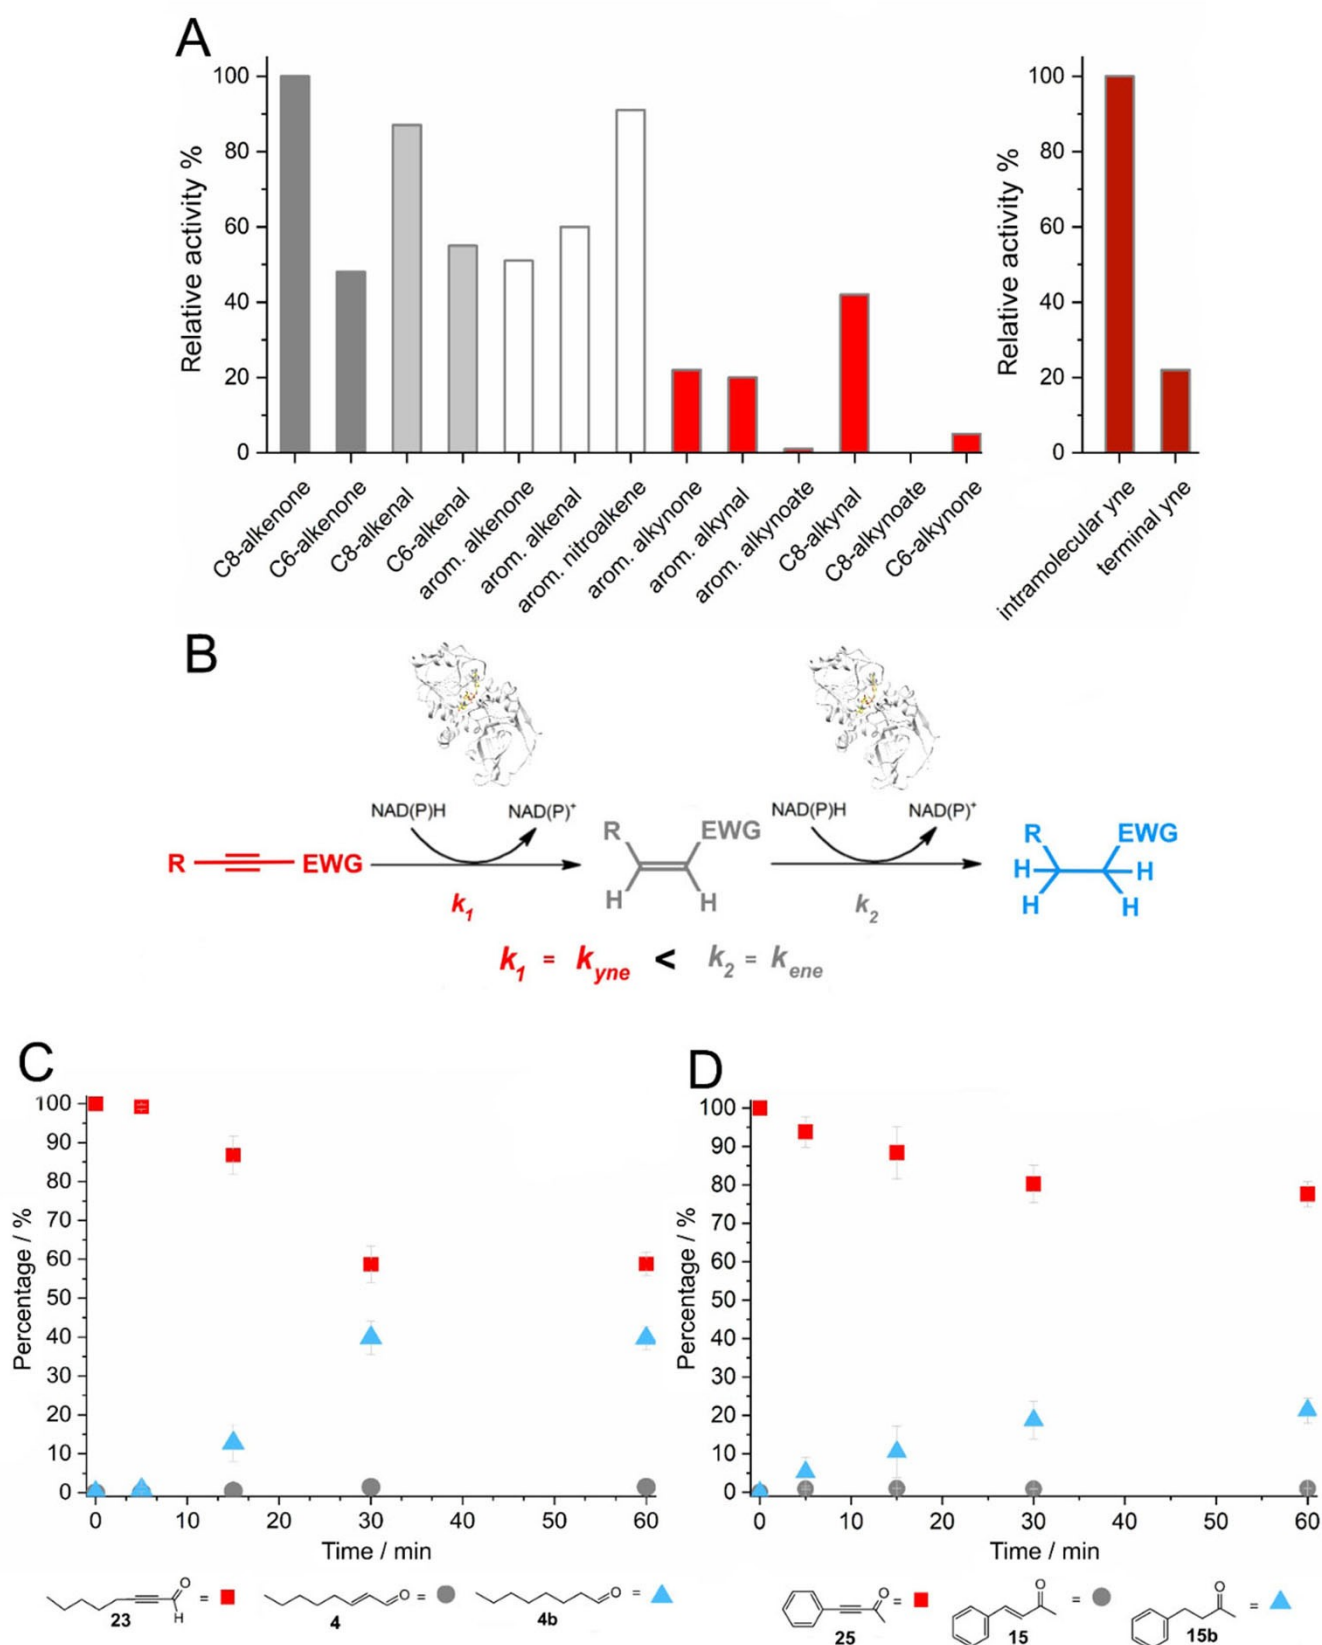 A
Relative activity %
100
80
60
40
20
0
C8-alkenone
C6-alkenone
C8-alkenal
C6-alkenal
arom. alkenone
arom. alkenal
arom. nitroalkene
arom. alkynone
arom. alkynal
arom. alkynoate
C8-alkynal
C8-alkynoate
C6-alkynone
Relative activity %
100
80
60
40
20
0
intramolecular yne
terminal yne
B
NAD(P)H NAD(P)+ NAD(P)H NAD(P)+
R EWG R EWG R EWG
H H H H H H
k1 k2
k1 = kyne < k2 = kene
C
Percentage / %
100
90
80
70
60
50
40
30
20
10
0
0 10 20 30 40 50 60
Time / min
O H = O = O =
23 4 4b
D
Percentage / %
100
90
80
70
60
50
40
30
20
10
0
0 10 20 30 40 50 60
Time / min
O = O = O =
25 15 15b